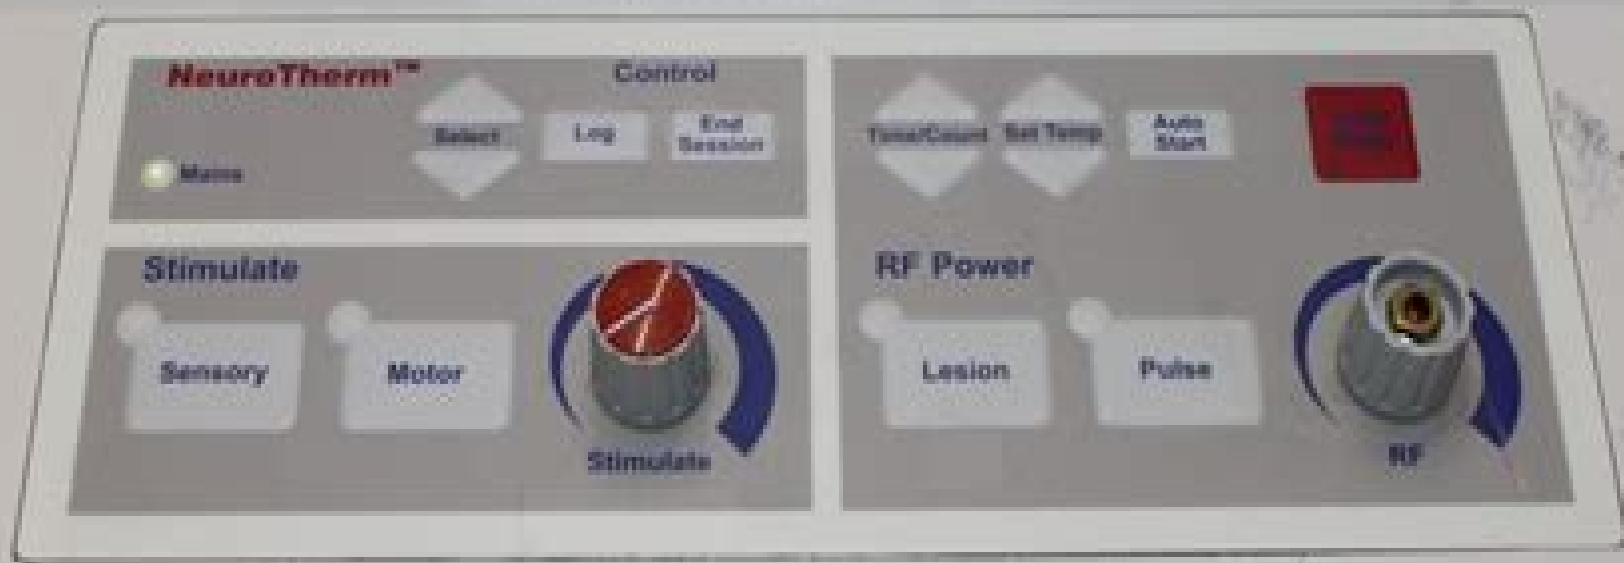 NeuroTherm™
Control
Select
Log
End
Session
Mains
Time/Count
Set Temp
Auto
Start
Stimulate
Sensory
Motor
Stimulate
RF Power
Lesion
Pulse
RF